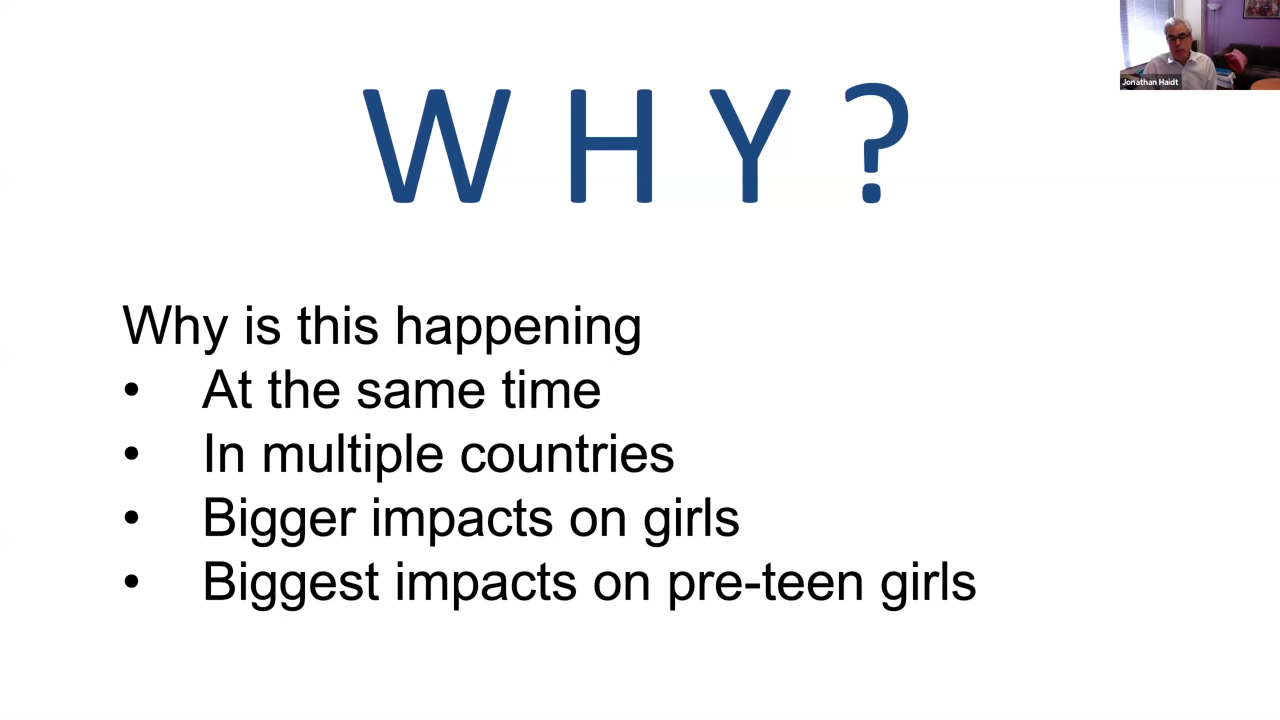 Jonathan Haidt
W H Y ?
Why is this happening
• At the same time
• In multiple countries
• Bigger impacts on girls
• Biggest impacts on pre-teen girls